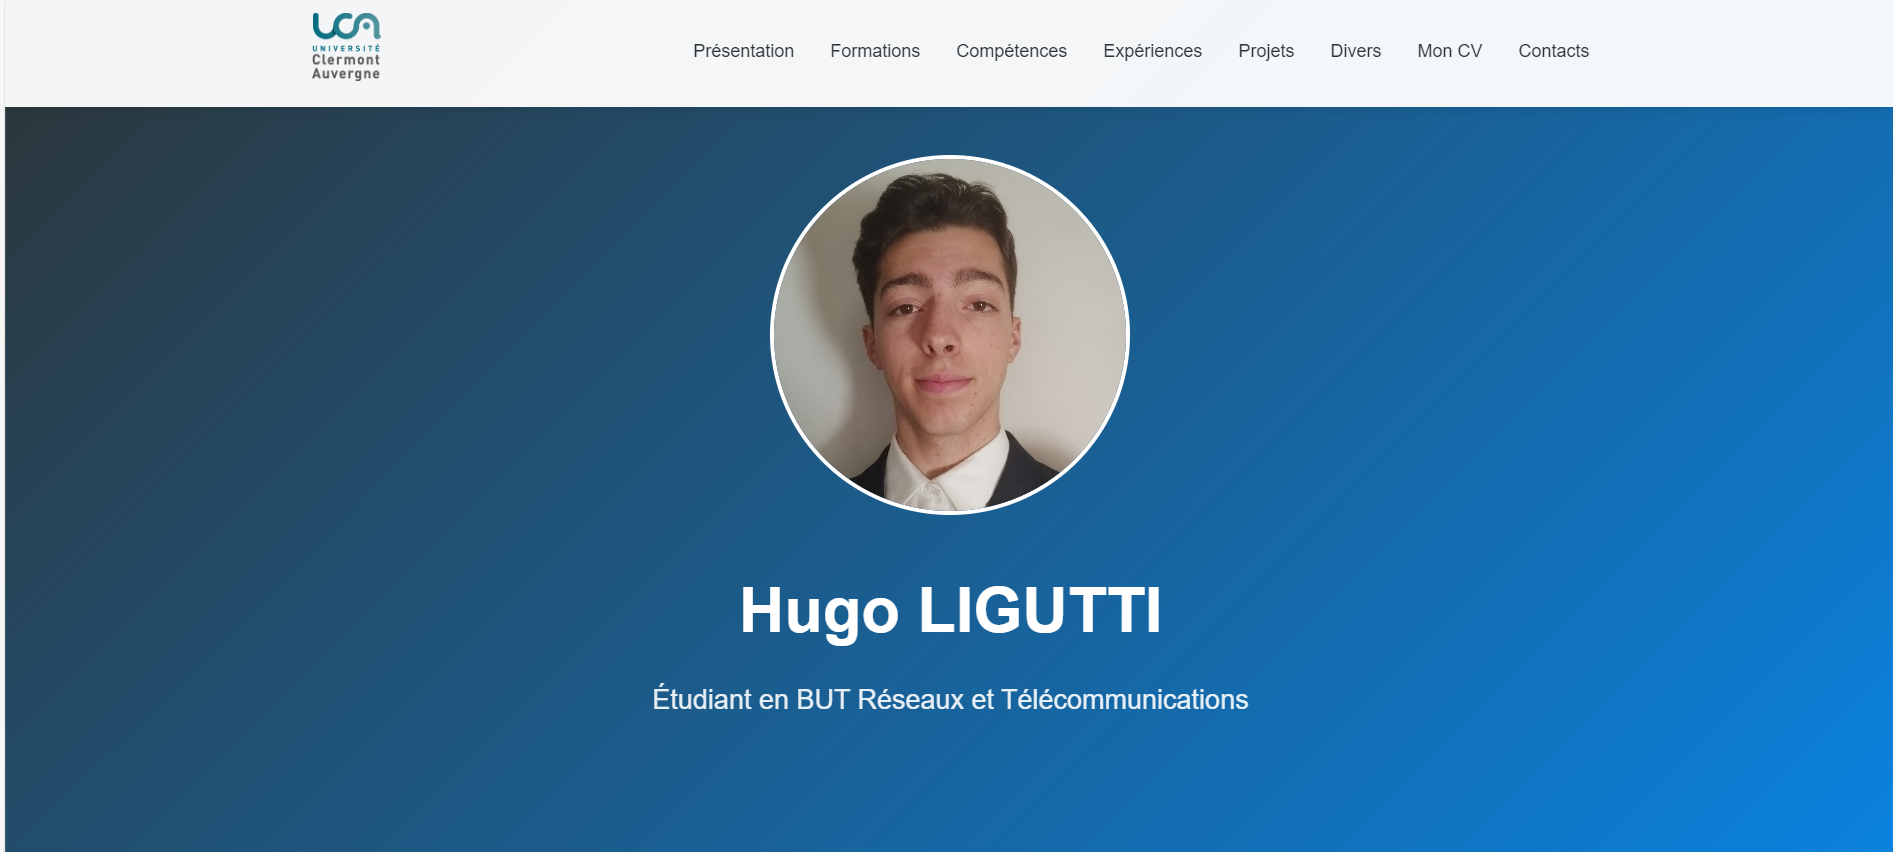 UCA
UNIVERSITÉ
Clermont
Auvergne
Présentation Formations Compétences Expériences Projets Divers Mon CV Contacts
Hugo LIGUTTI
Étudiant en BUT Réseaux et Télécommunications